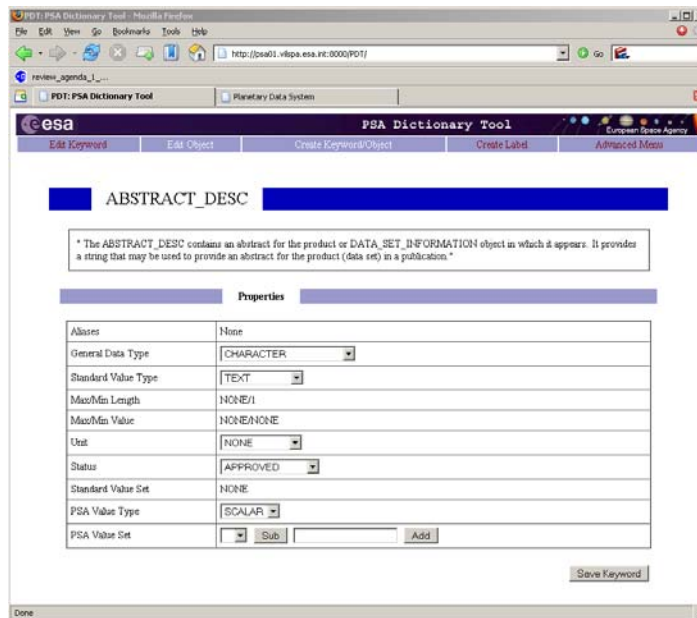 PDT: PSA Dictionary Tool - Mozilla Firefox
File Edit View Go Bookmarks Tools Help
http://psa01.vilspa.esa.int:8000/PDT/ Go
review_agenda_1_...
PDT: PSA Dictionary Tool Planetary Data System
esa PSA Dictionary Tool European Space Agency
Edit Keyword Edit Object Create Keyword/Object Create Label Advanced Menu
ABSTRACT_DESC
" The ABSTRACT_DESC contains an abstract for the product or DATA_SET_INFORMATION object in which it appears. It provides
a string that may be used to provide an abstract for the product (data set) in a publication."
Properties
Aliases None
General Data Type CHARACTER
Standard Value Type TEXT
Max/Min Length NONE/1
Max/Min Value NONE/NONE
Unit NONE
Status APPROVED
Standard Value Set NONE
PSA Value Type SCALAR
PSA Value Set Sub Add
Save Keyword
Done